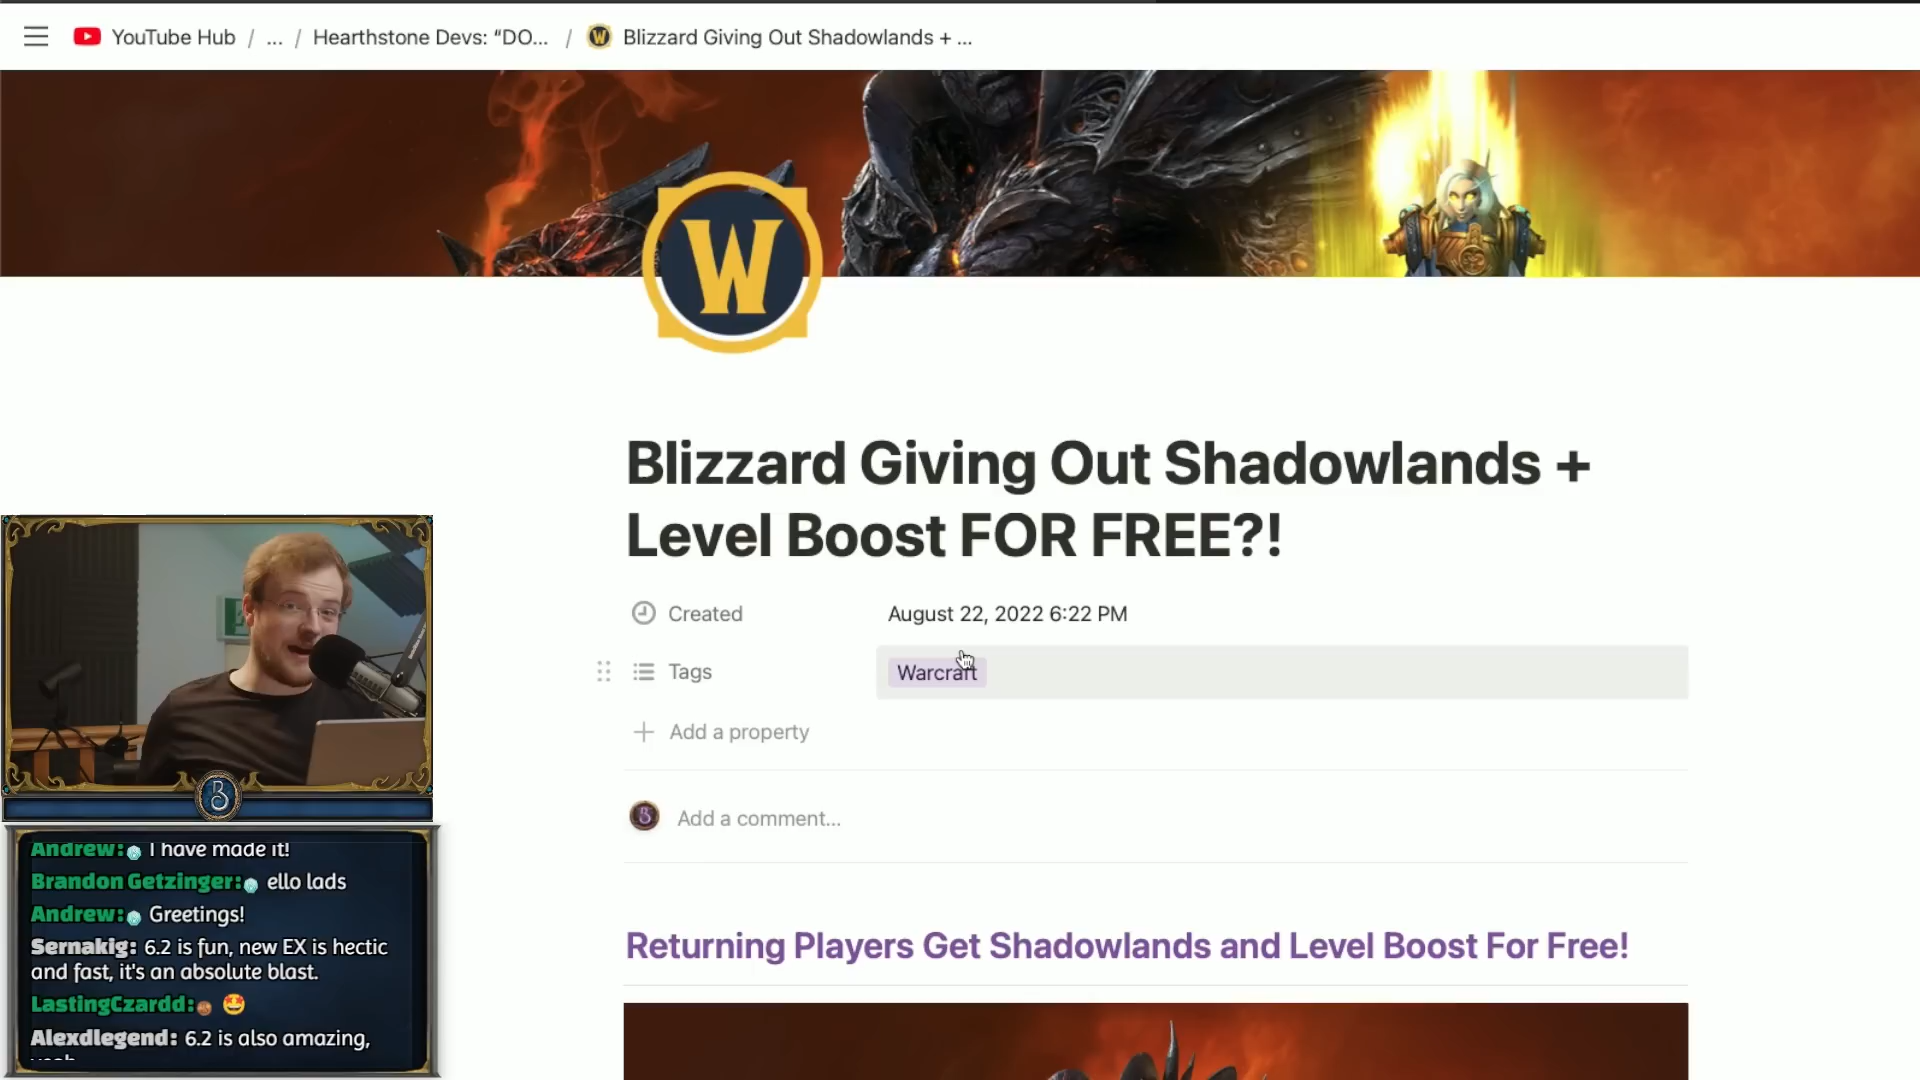 YouTube Hub / ... / Hearthstone Devs: “DO... / Blizzard Giving Out Shadowlands + ...
W
Blizzard Giving Out Shadowlands +
Level Boost FOR FREE?!
Created August 22, 2022 6:22 PM
Tags Warcraft
Add a property
Add a comment...
Returning Players Get Shadowlands and Level Boost For Free!
B
Andrew: I have made it!
Brandon Getzinger: ello lads
Andrew: Greetings!
Sernakig: 6.2 is fun, new EX is hectic
and fast, it's an absolute blast.
LastingCzardd: 🤩
Alexdlegend: 6.2 is also amazing,